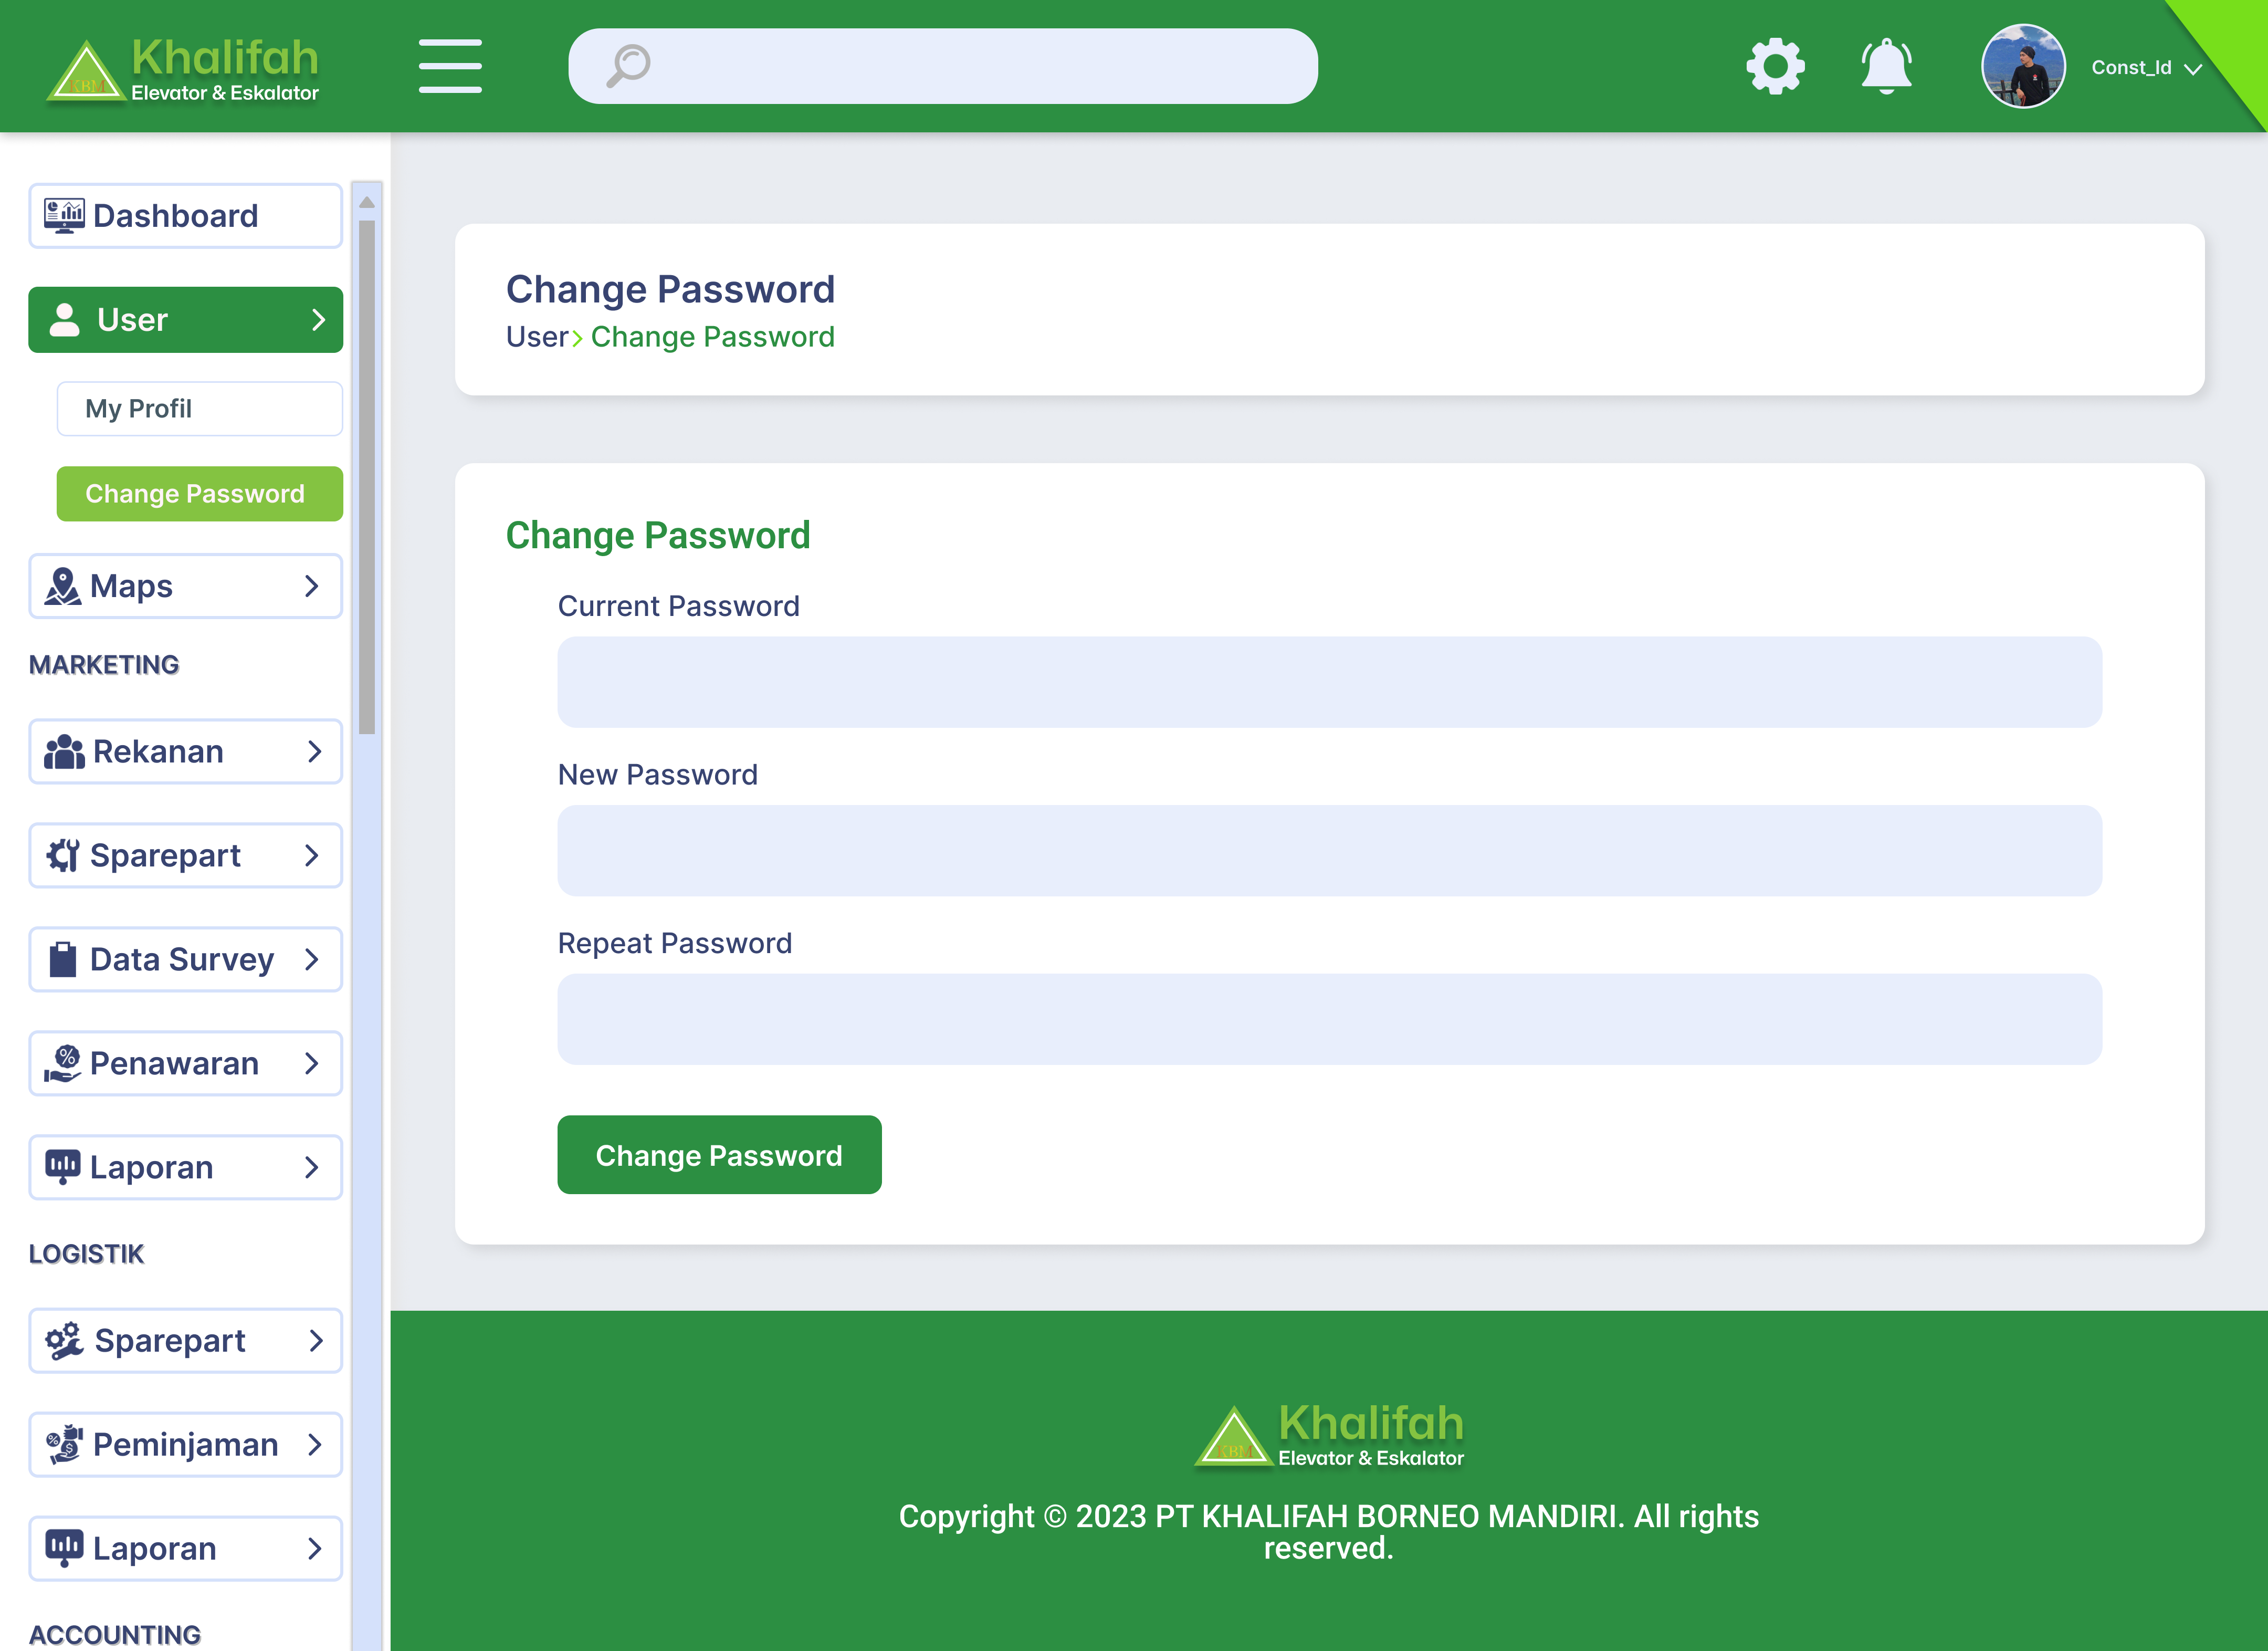 KBM
Khalifah
Elevator & Eskalator
Const_Id
Dashboard
User
My Profil
Change Password
Maps
MARKETING
Rekanan
Sparepart
Data Survey
Penawaran
Laporan
LOGISTIK
Sparepart
Peminjaman
Laporan
ACCOUNTING
Change Password
User› Change Password
Change Password
Current Password
New Password
Repeat Password
Change Password
KBM
Khalifah
Elevator & Eskalator
Copyright © 2023 PT KHALIFAH BORNEO MANDIRI. All rights
reserved.